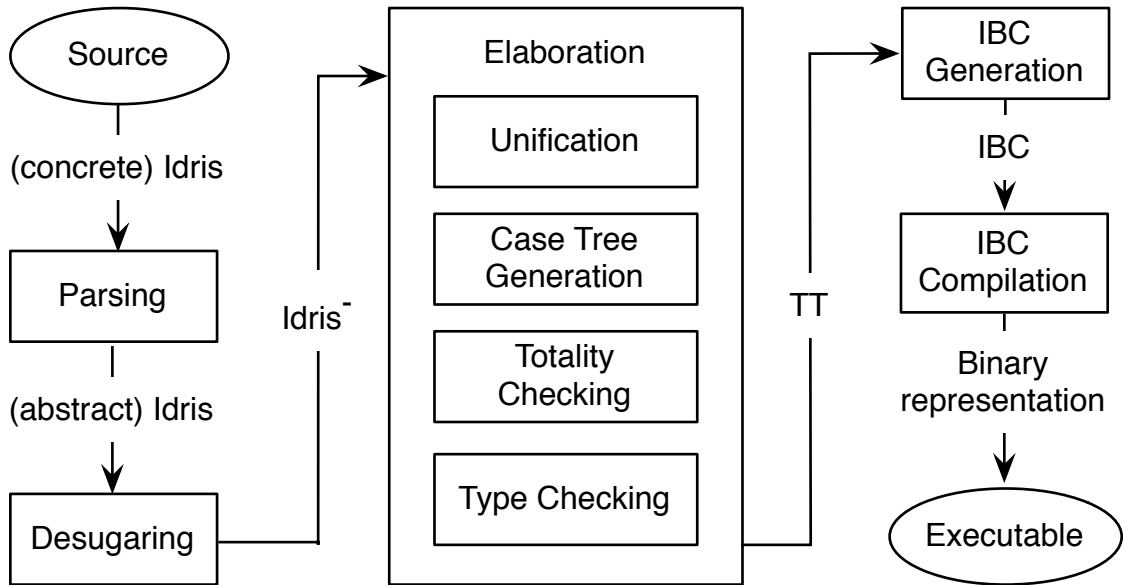 Source
(concrete) Idris
Parsing
(abstract) Idris
Desugaring
Idris⁻
Elaboration
Unification
Case Tree
Generation
Totality
Checking
Type Checking
TT
IBC
Generation
IBC
IBC
Compilation
Binary
representation
Executable